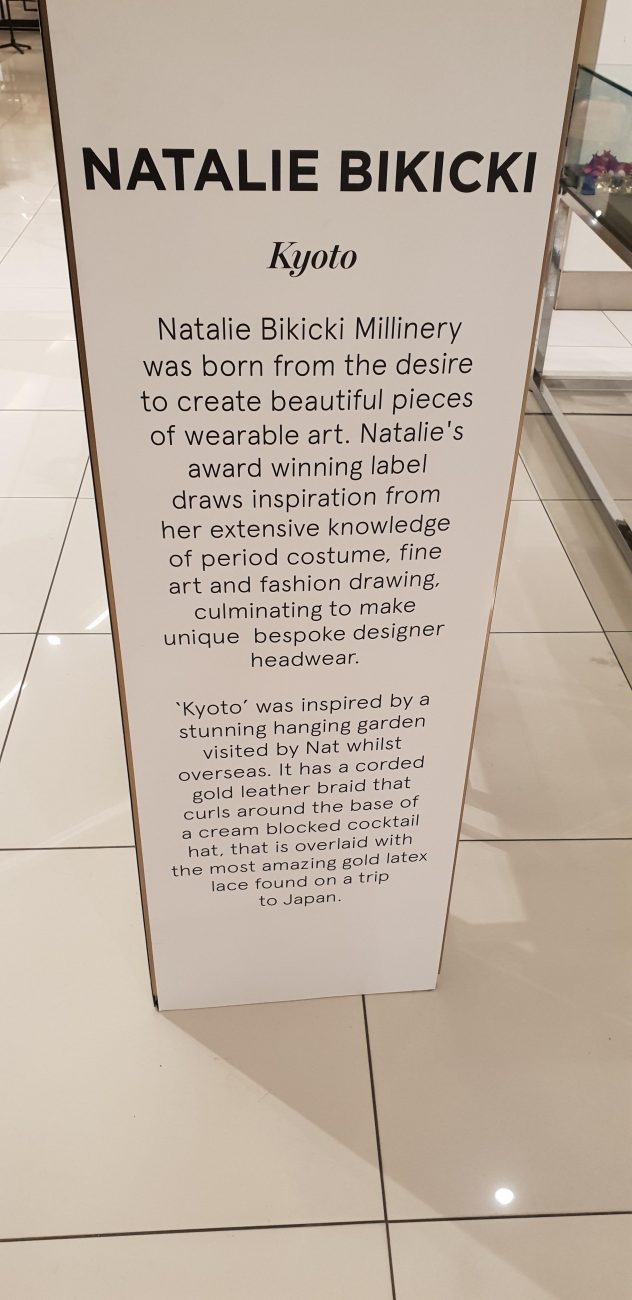 NATALIE BIKICKI
Kyoto
Natalie Bikicki Millinery
was born from the desire
to create beautiful pieces
of wearable art. Natalie's
award winning label
draws inspiration from
her extensive knowledge
of period costume, fine
art and fashion drawing,
culminating to make
unique  bespoke designer
headwear.
‘Kyoto’ was inspired by a
stunning hanging garden
visited by Nat whilst
overseas. It has a corded
gold leather braid that
curls around the base of
a cream blocked cocktail
hat, that is overlaid with
the most amazing gold latex
lace found on a trip
to Japan.